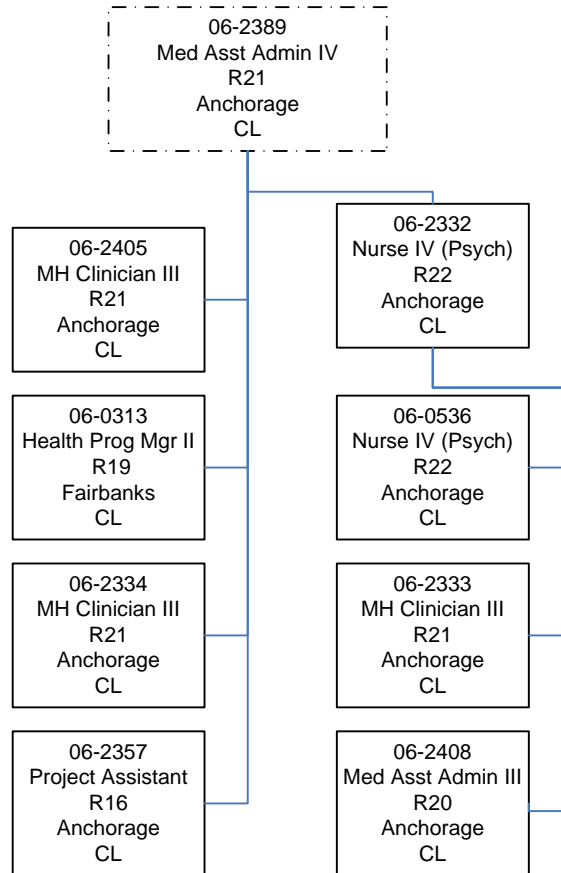 06-2389
Med Asst Admin IV
R21
Anchorage
CL
06-2405
MH Clinician III
R21
Anchorage
CL
06-0313
Health Prog Mgr II
R19
Fairbanks
CL
06-2334
MH Clinician III
R21
Anchorage
CL
06-2357
Project Assistant
R16
Anchorage
CL
06-2332
Nurse IV (Psych)
R22
Anchorage
CL
06-0536
Nurse IV (Psych)
R22
Anchorage
CL
06-2333
MH Clinician III
R21
Anchorage
CL
06-2408
Med Asst Admin III
R20
Anchorage
CL